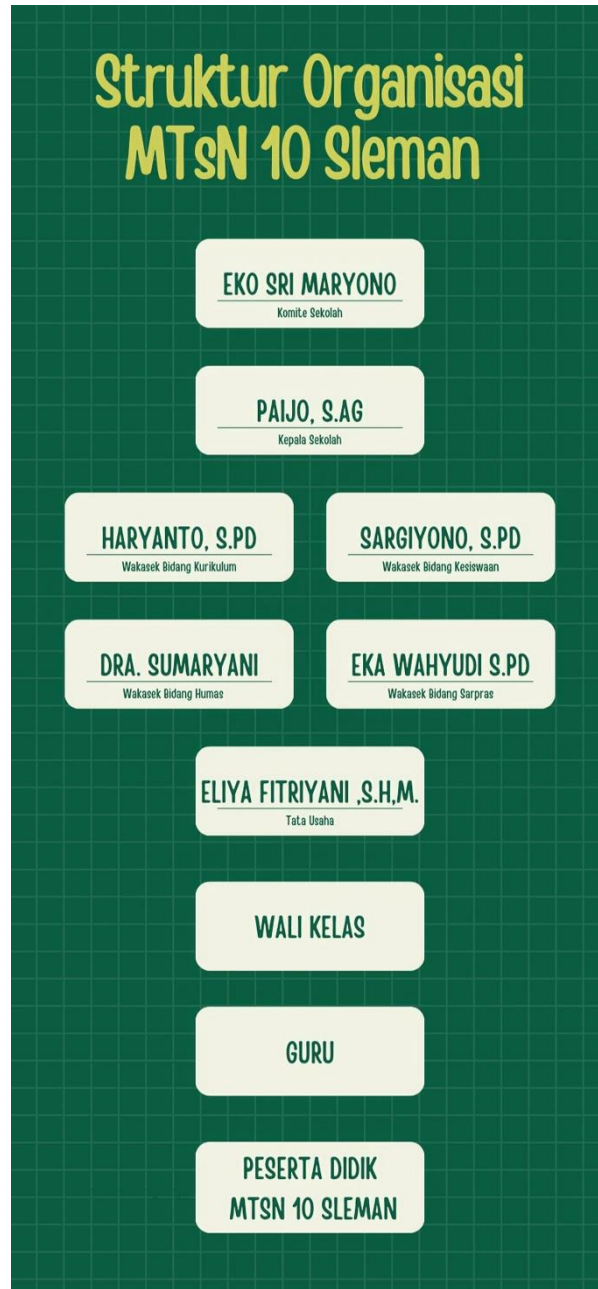 Struktur Organisasi
MTsN 10 Sleman
EKO SRI MARYONO
Komite Sekolah
PAIJO, S.AG
Kepala Sekolah
HARYANTO, S.PD
Wakasek Bidang Kurikulum
SARGIYONO, S.PD
Wakasek Bidang Kesiswaan
DRA. SUMARYANI
Wakasek Bidang Humas
EKA WAHYUDI S.PD
Wakasek Bidang Sarpras
ELIYA FITRIYANI ,S.H,M.
Tata Usaha
WALI KELAS
GURU
PESERTA DIDIK
MTSN 10 SLEMAN